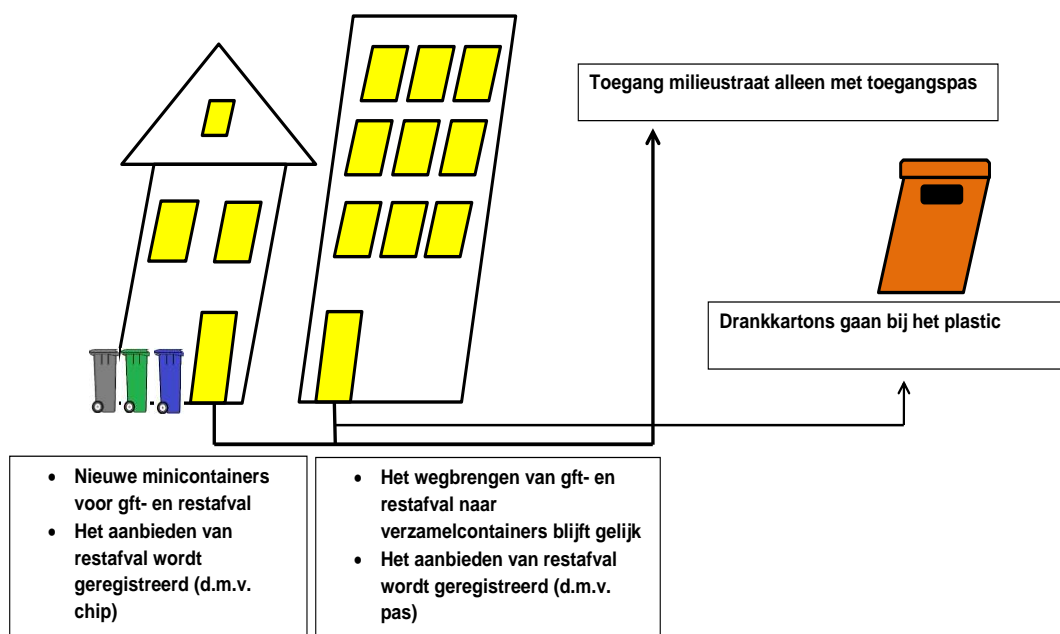 Toegang milieustraat alleen met toegangspas
Drankkartons gaan bij het plastic
• Nieuwe minicontainers
voor gft- en restafval
• Het aanbieden van
restafval wordt
geregistreerd (d.m.v.
chip)
• Het wegbrengen van gft- en
restafval naar
verzamelcontainers blijft gelijk
• Het aanbieden van restafval
wordt geregistreerd (d.m.v.
pas)